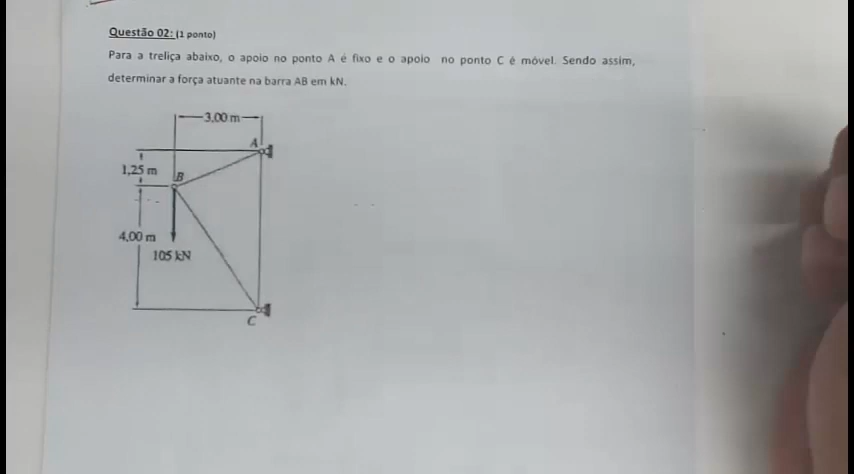 Questão 02: (1 ponto)
Para a treliça abaixo, o apoio no ponto A é fixo e o apoio no ponto C é móvel. Sendo assim,
determinar a força atuante na barra AB em kN.
3,00 m
A
1,25 m
B
4,00 m
105 kN
C